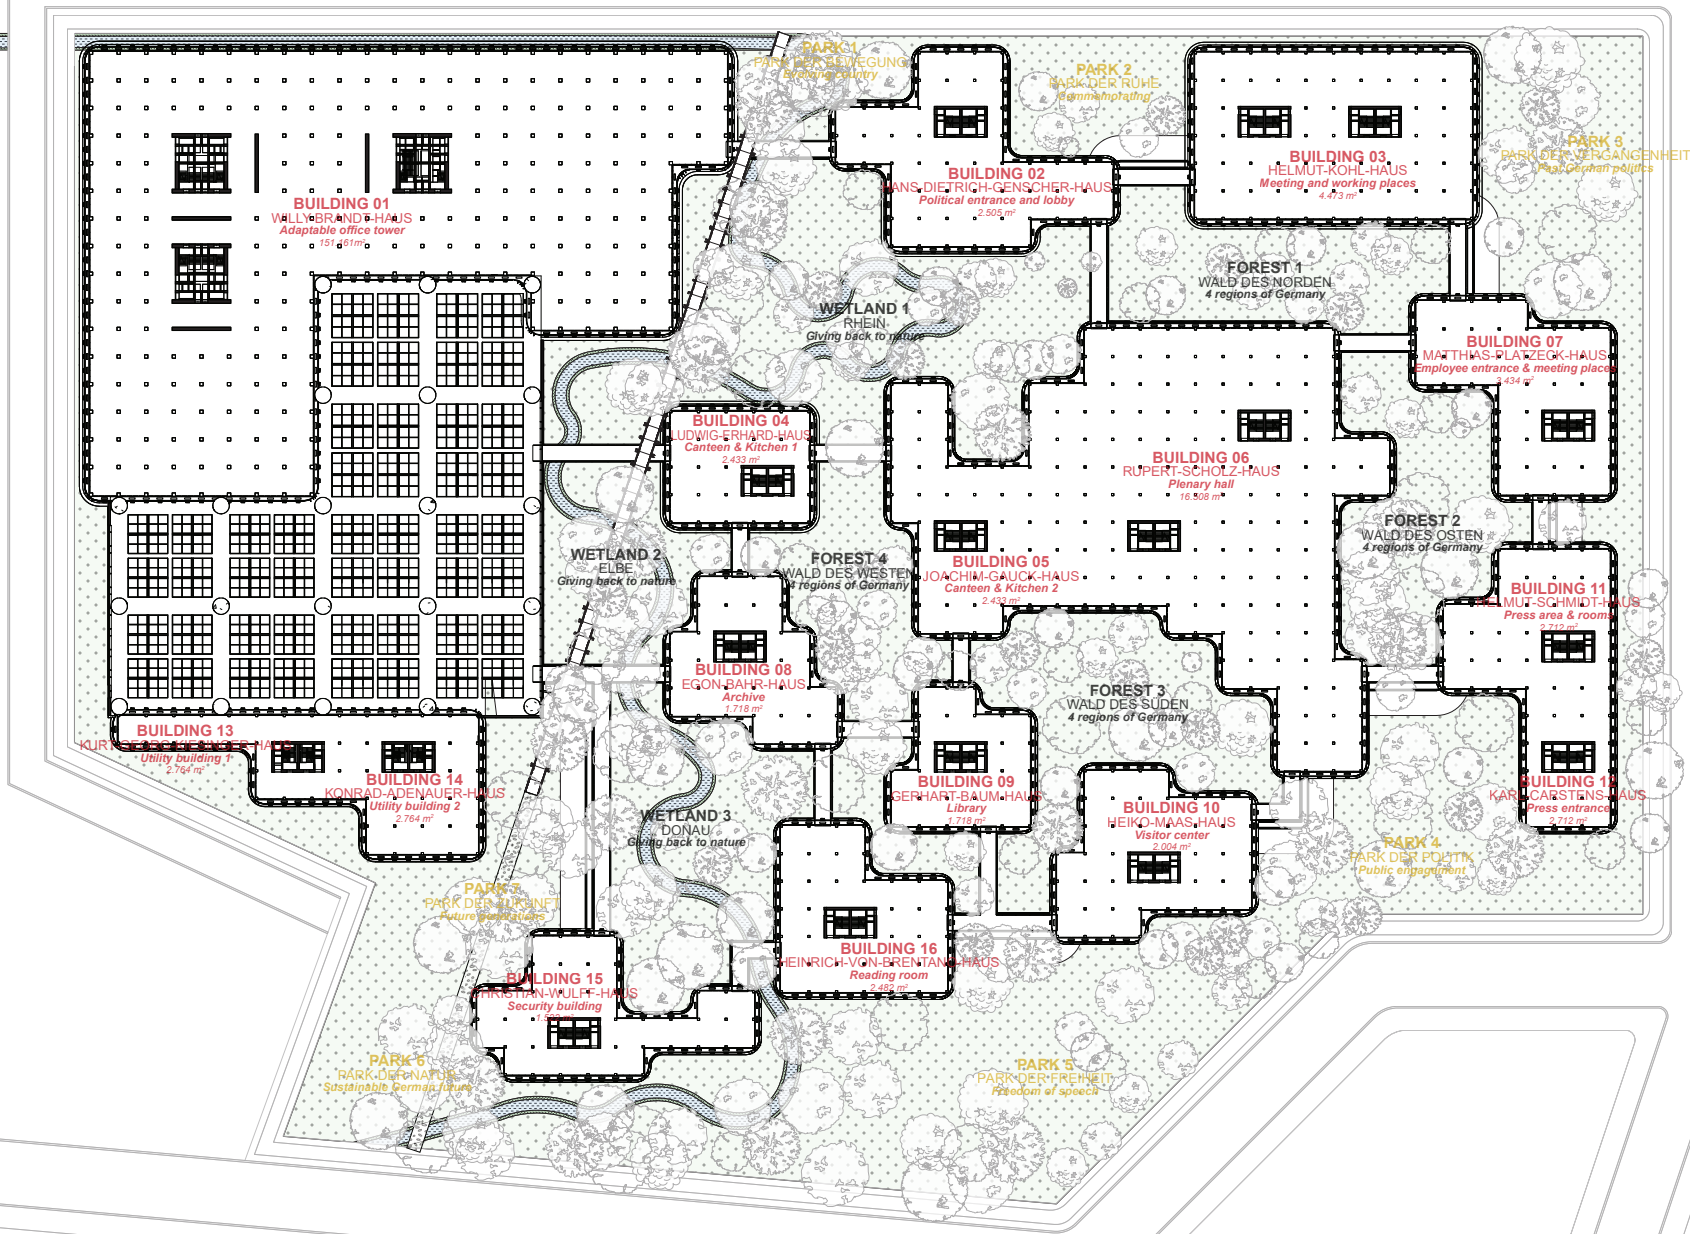 PARK 1
PARK DER BEWEGUNG
Evolving country
PARK 2
PARK DER RUHE
Commemorating
PARK 3
PARK DER VERGANGENHEIT
Past German politics
BUILDING 01
WILLY-BRANDT-HAUS
Adaptable office tower
151.161m²
BUILDING 02
HANS-DIETRICH-GENSCHER-HAUS
Political entrance and lobby
2.505 m²
BUILDING 03
HELMUT-KOHL-HAUS
Meeting and working places
4.473 m²
FOREST 1
WALD DES NORDEN
4 regions of Germany
WETLAND 1
RHEIN
Giving back to nature
BUILDING 07
MATTHIAS-PLATZECK-HAUS
Employee entrance & meeting places
3.434 m²
BUILDING 04
LUDWIG-ERHARD-HAUS
Canteen & Kitchen 1
2.433 m²
BUILDING 06
RUPERT-SCHOLZ-HAUS
Plenary hall
16.508 m²
FOREST 2
WALD DES OSTEN
4 regions of Germany
WETLAND 2
ELBE
Giving back to nature
FOREST 4
WALD DES WESTEN
4 regions of Germany
BUILDING 05
JOACHIM-GAUCK-HAUS
Canteen & Kitchen 2
2.433 m²
BUILDING 11
HELMUT-SCHMIDT-HAUS
Press area & rooms
2.712 m²
BUILDING 08
EGON-BAHR-HAUS
Archive
1.718 m²
FOREST 3
WALD DES SÜDEN
4 regions of Germany
BUILDING 13
KURT-GEORG-KIESINGER-HAUS
Utility building 1
2.764 m²
BUILDING 14
KONRAD-ADENAUER-HAUS
Utility building 2
2.764 m²
BUILDING 09
GERHART-BAUM-HAUS
Library
1.718 m²
BUILDING 10
HEIKO-MAAS-HAUS
Visitor center
2.004 m²
BUILDING 12
KARL-CARSTENS-HAUS
Press entrance
2.712 m²
WETLAND 3
DONAU
Giving back to nature
PARK 4
PARK DER POLITIK
Public engagement
PARK 7
PARK DER ZUKUNFT
Future generations
BUILDING 16
HEINRICH-VON-BRENTANO-HAUS
Reading room
2.482 m²
BUILDING 15
CHRISTIAN-WULFF-HAUS
Security building
PARK 6
PARK DER NATUR
Sustainable German future
PARK 5
PARK DER FREIHEIT
Freedom of speech